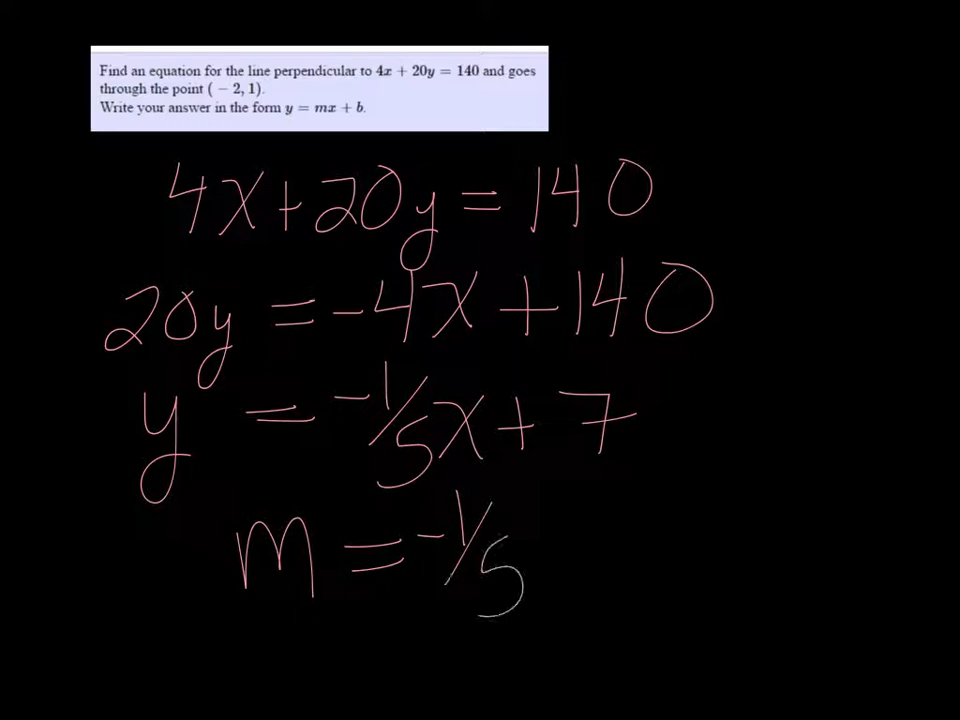 Find an equation for the line perpendicular to 4x + 20y = 140 and goes
through the point ( − 2, 1).
Write your answer in the form y = mx + b.
4x+20y=140
20y=-4x+140
y = -1/5x+7
m=-1/5